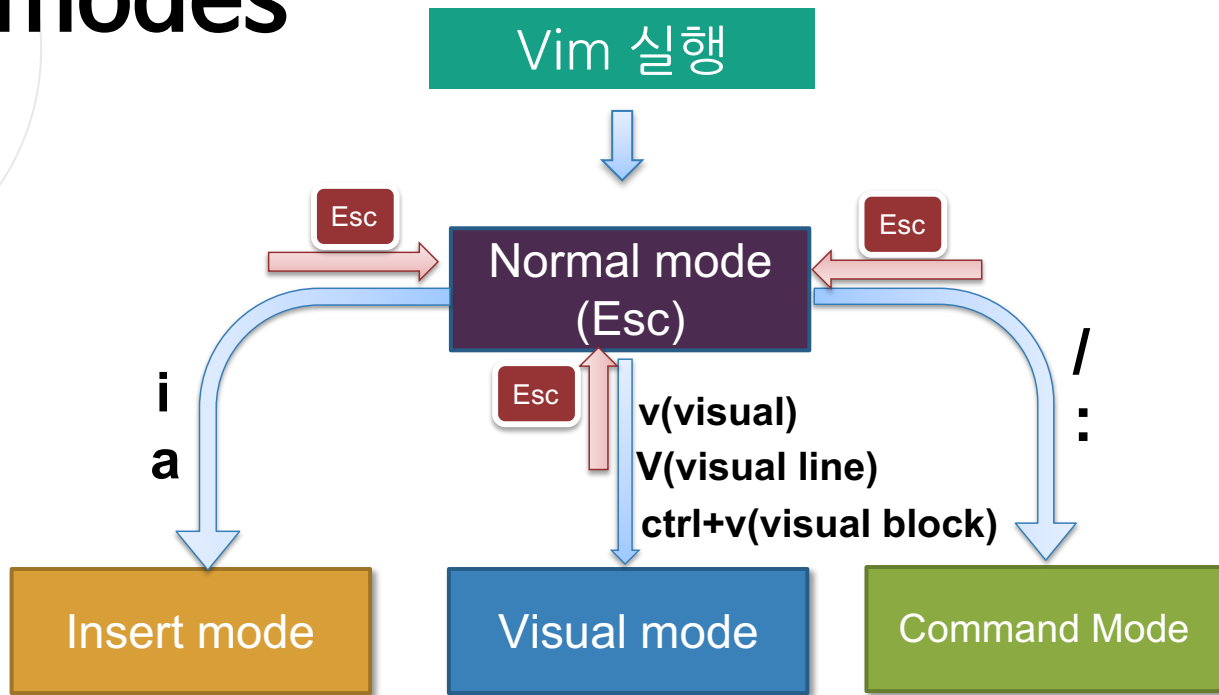 modes
Vim 실행
Esc
Esc
Normal mode
(Esc)
Esc
i
a
v(visual)
V(visual line)
ctrl+v(visual block)
/
:
Insert mode
Visual mode
Command Mode